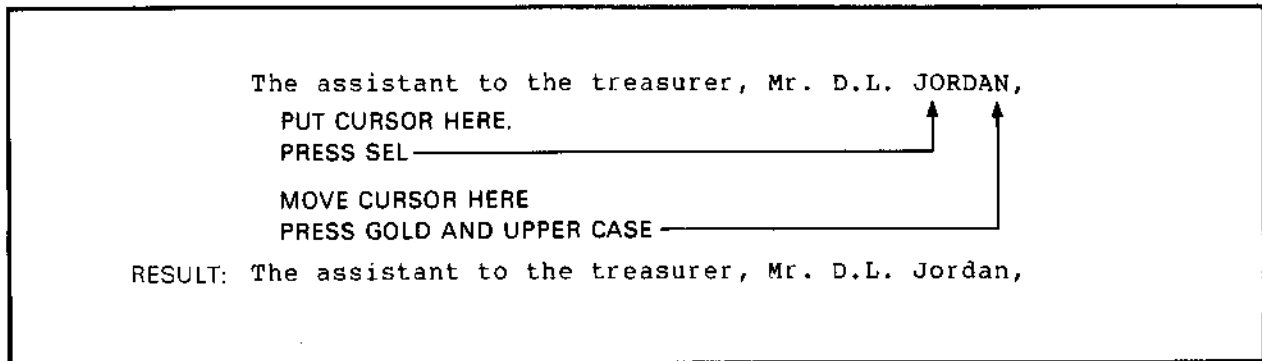 The assistant to the treasurer, Mr. D.L. JORDAN,
PUT CURSOR HERE.
PRESS SEL
MOVE CURSOR HERE
PRESS GOLD AND UPPER CASE
RESULT: The assistant to the treasurer, Mr. D.L. Jordan,